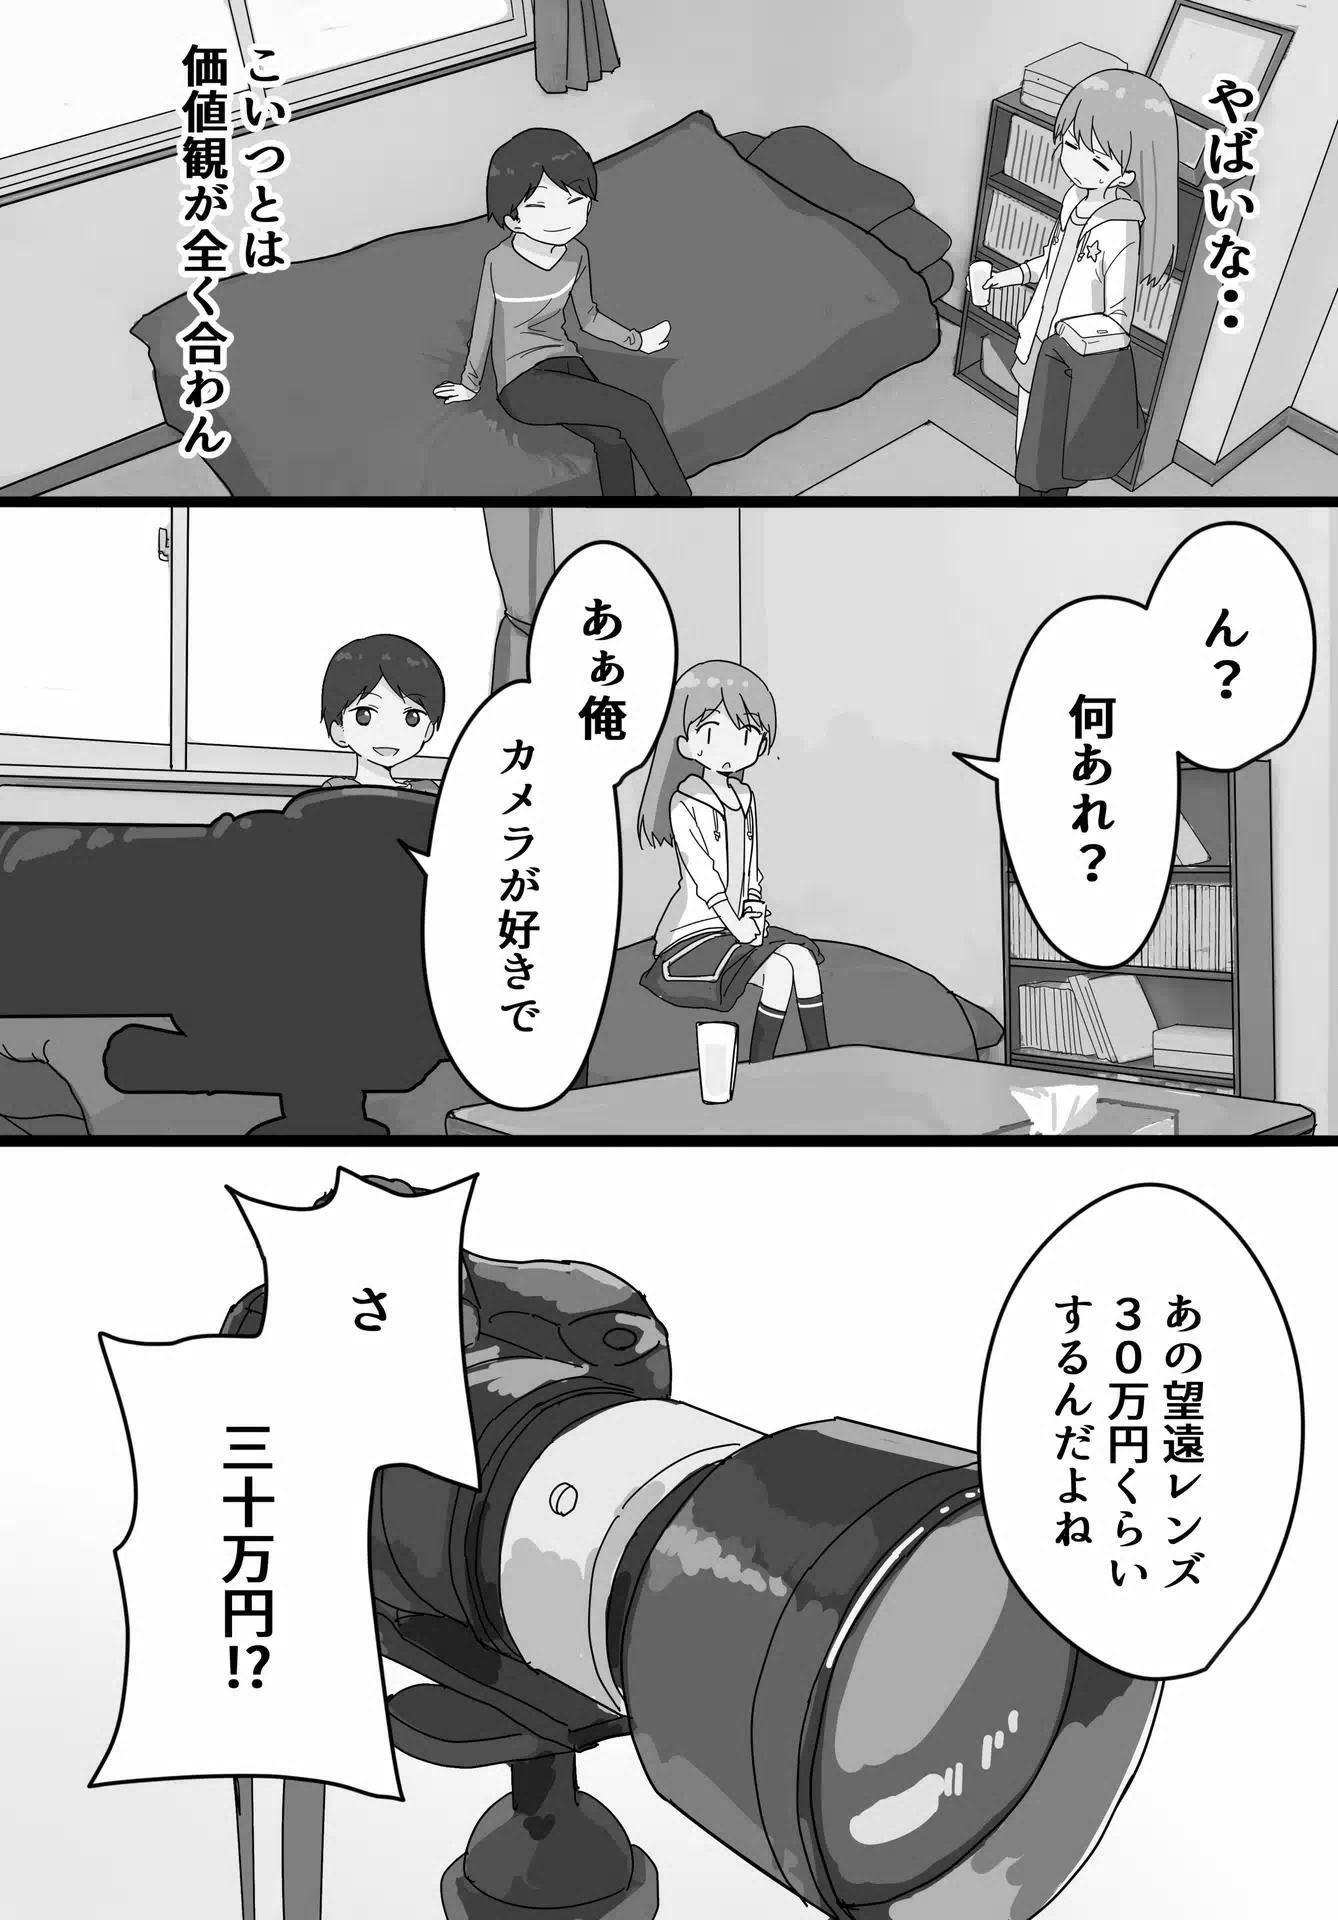 やばいな‥
こいつとは
価値観が全く合わん
ん？
何あれ？
あぁ俺
カメラが好きで
あの望遠レンズ
３０万円くらい
するんだよね
さ
三十万円!?